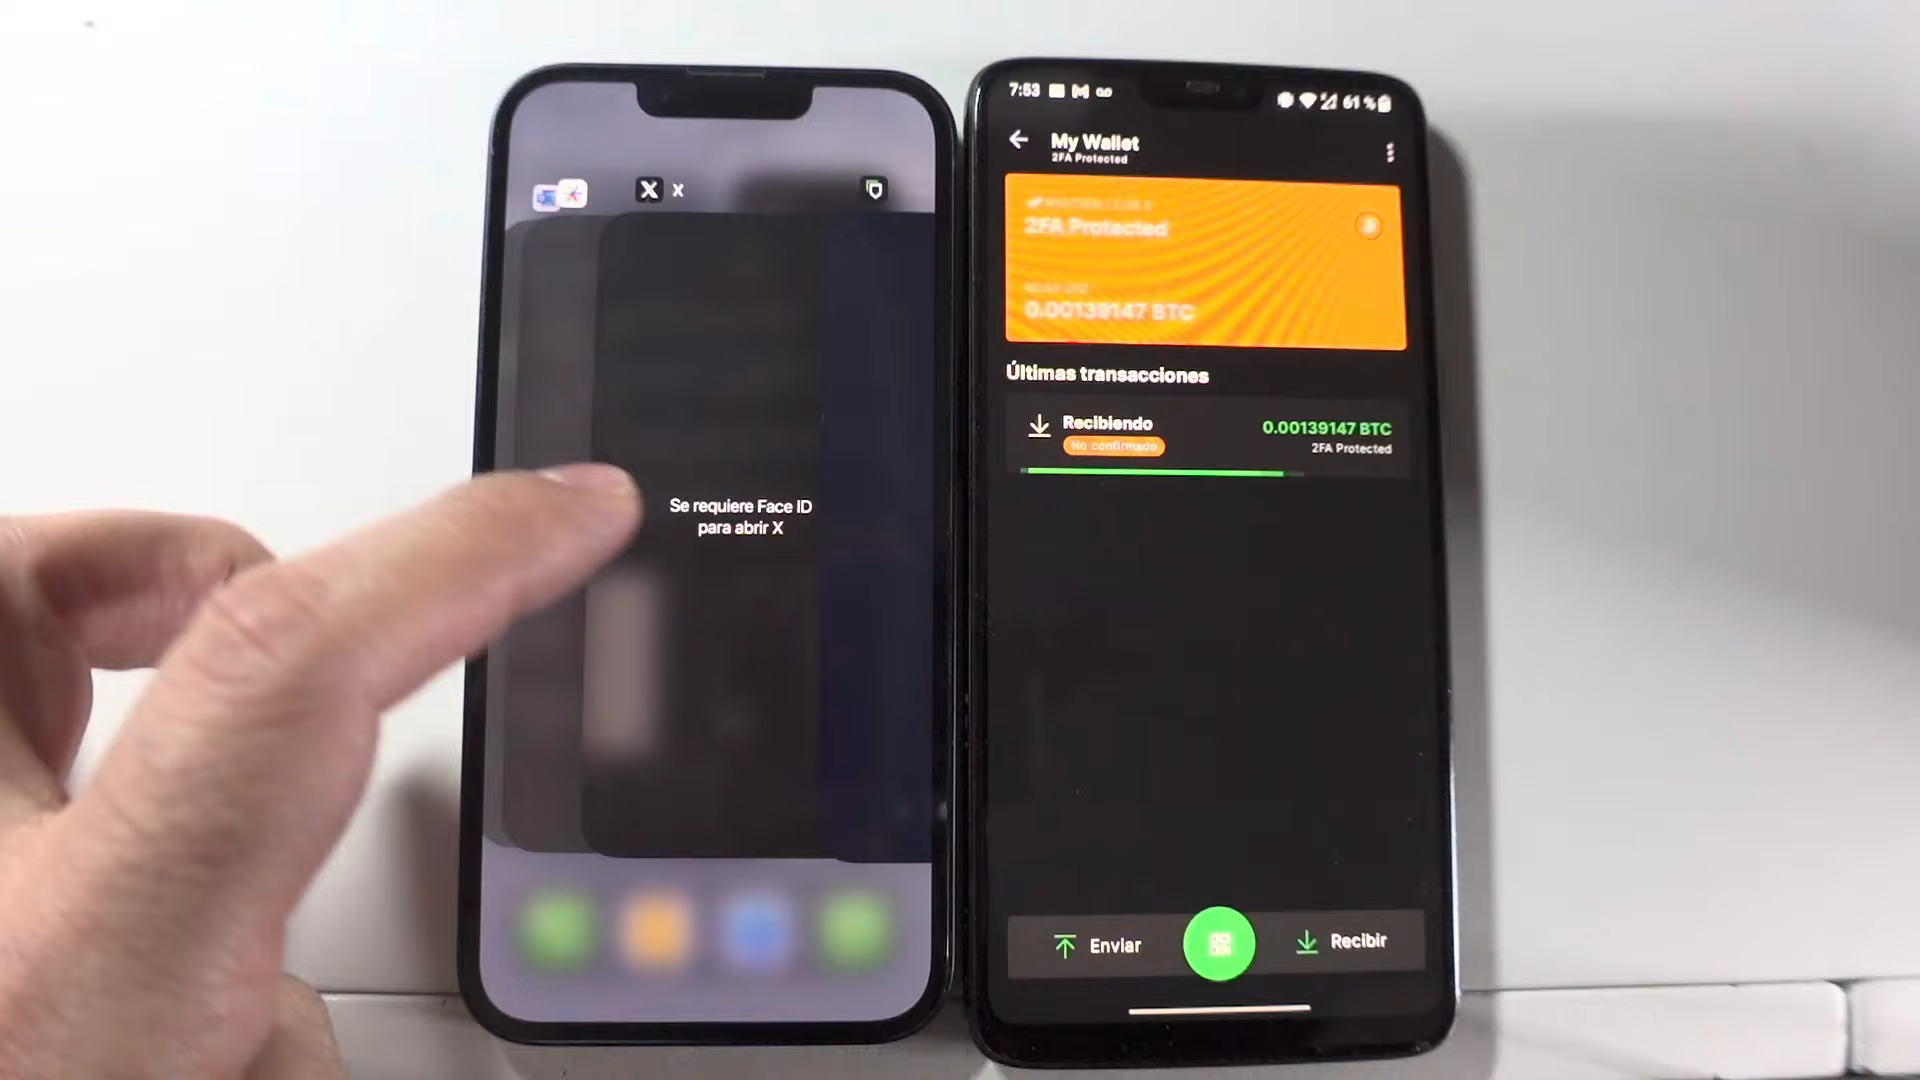 X
Se requiere Face ID
para abrir X
7:53
61 %
My Wallet
2FA Protected
2FA Protected
0.00139147 BTC
Últimas transacciones
Recibiendo
0.00139147 BTC
No confirmado
2FA Protected
Enviar
Recibir